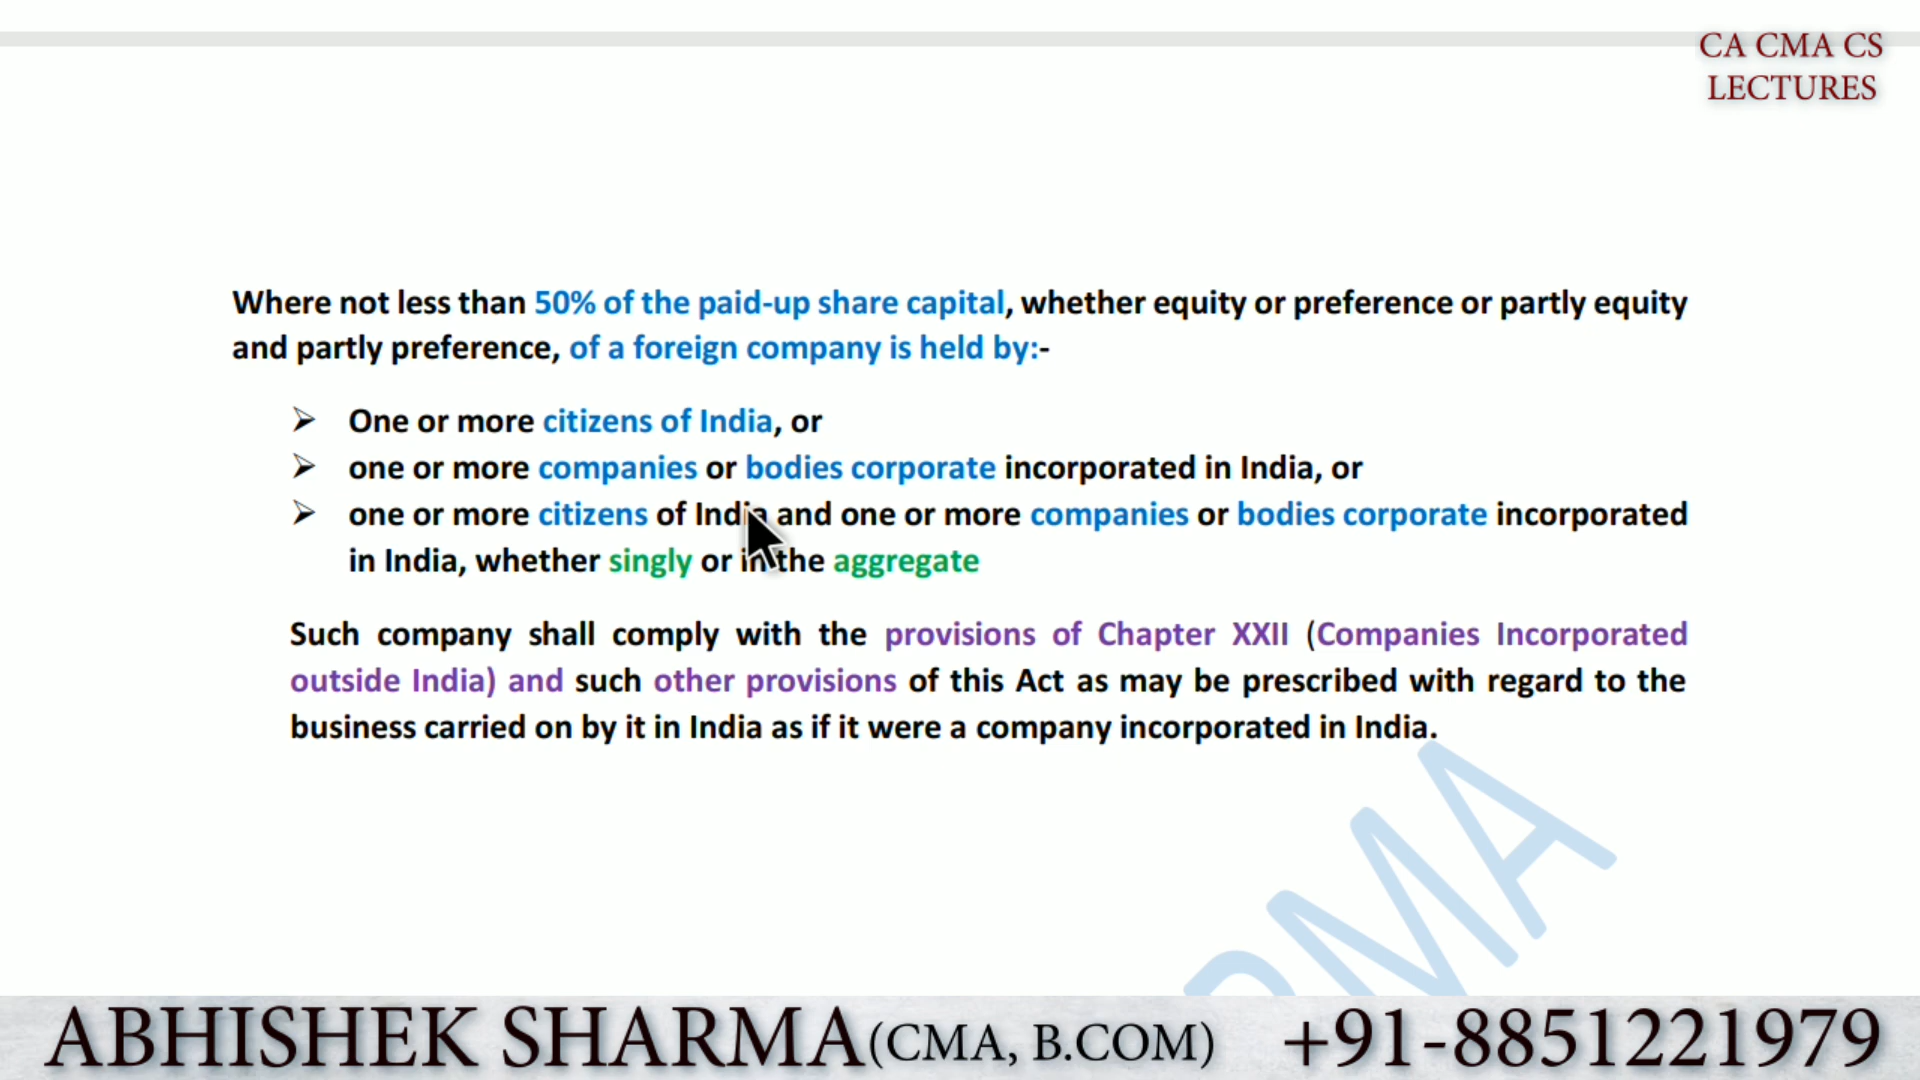 CA CMA CS
LECTURES
Where not less than 50% of the paid-up share capital, whether equity or preference or partly equity
and partly preference, of a foreign company is held by:-
➢ One or more citizens of India, or
➢ one or more companies or bodies corporate incorporated in India, or
➢ one or more citizens of India and one or more companies or bodies corporate incorporated
in India, whether singly or in the aggregate
Such company shall comply with the provisions of Chapter XXII (Companies Incorporated
outside India) and such other provisions of this Act as may be prescribed with regard to the
business carried on by it in India as if it were a company incorporated in India.
RMA
ABHISHEK SHARMA(CMA, B.COM) +91-8851221979